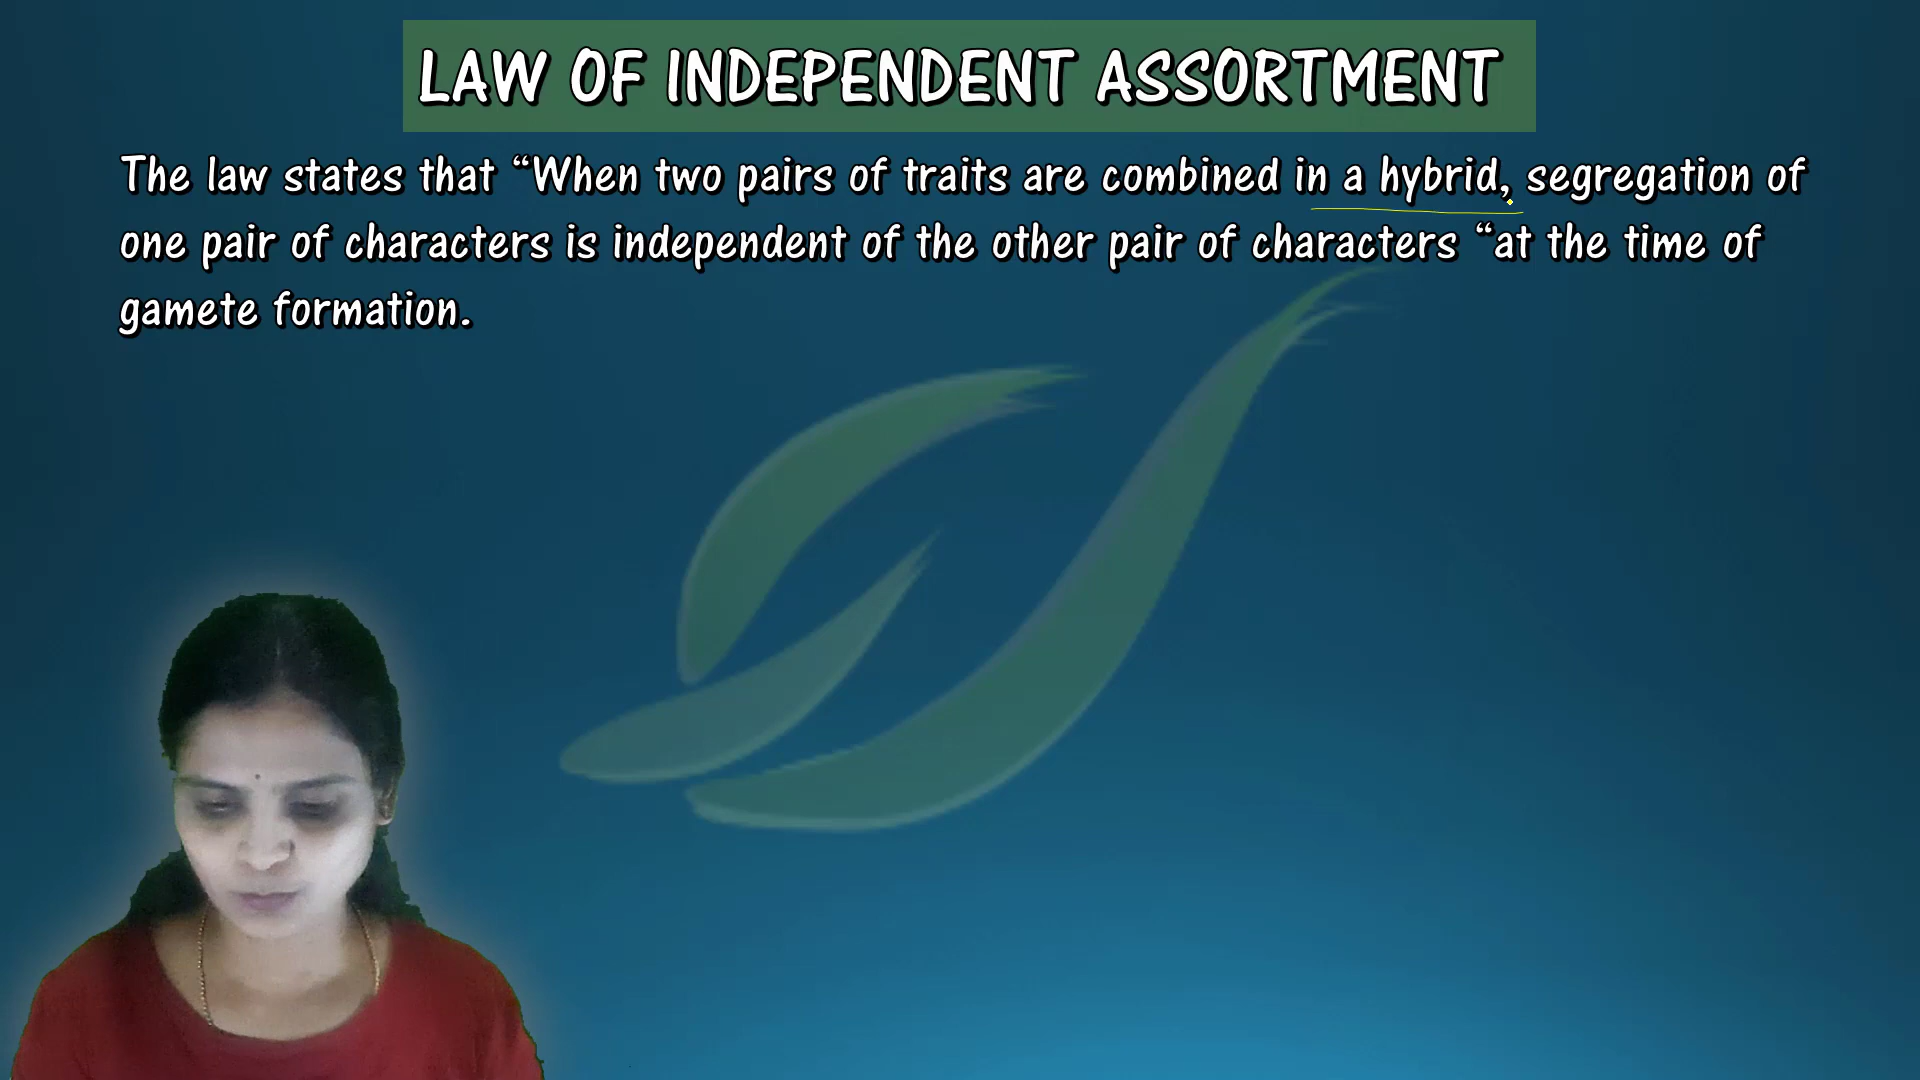 LAW OF INDEPENDENT ASSORTMENT
The law states that “When two pairs of traits are combined in a hybrid, segregation of
one pair of characters is independent of the other pair of characters “at the time of
gamete formation.